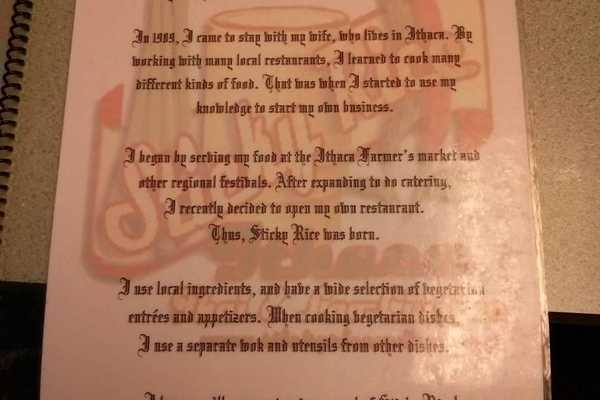 In 1989, I came to stay with my wife, who lives in Ithaca. By
working with many local restaurants, I learned to cook many
different kinds of food. That was when I started to use my
knowledge to start my own business.
I began by serving my food at the Ithaca Farmer's market and
other regional festivals. After expanding to do catering,
I recently decided to open my own restaurant.
Thus, Sticky Rice was born.
I use local ingredients, and have a wide selection of vegetarian
entrées and appetizers. When cooking vegetarian dishes,
I use a separate wok and utensils from other dishes.